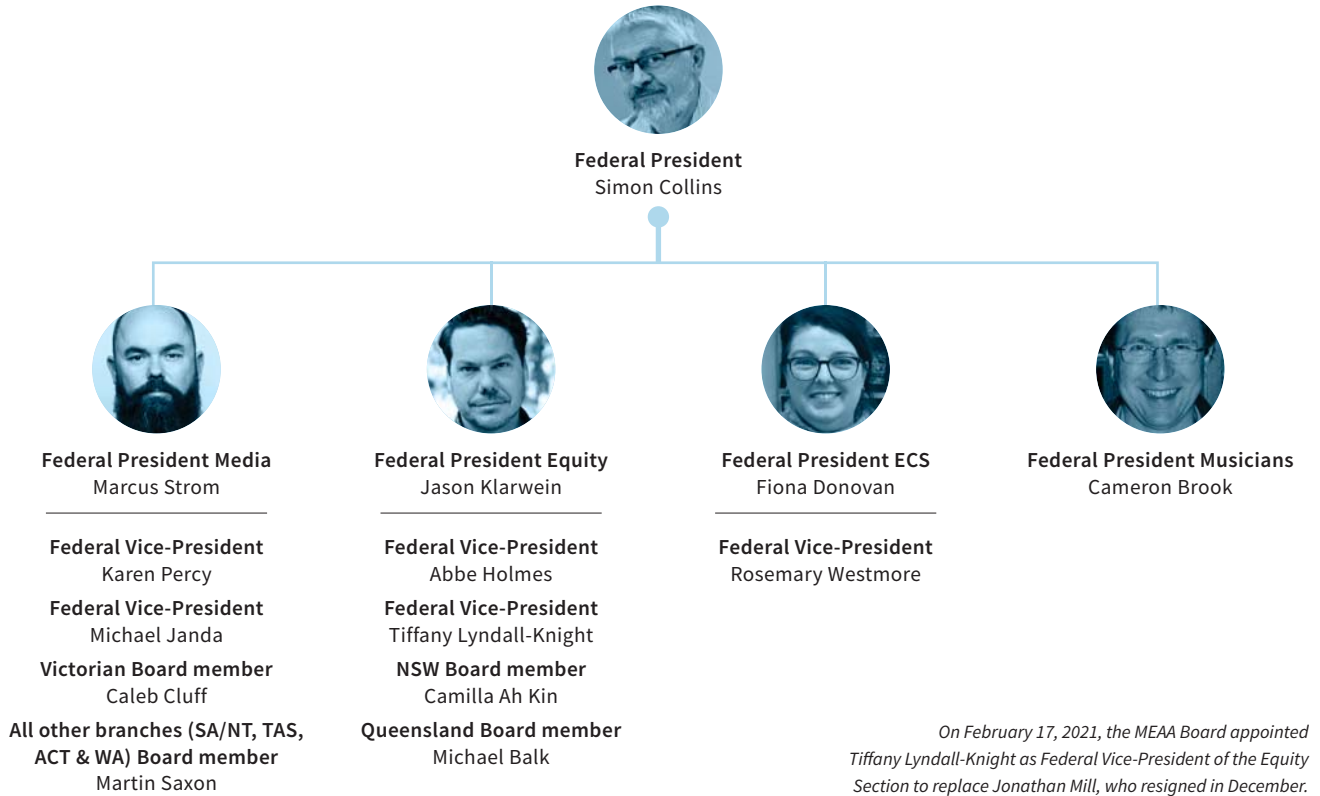 Federal President
Simon Collins
Federal President Media
Marcus Strom
Federal Vice-President
Karen Percy
Federal Vice-President
Michael Janda
Victorian Board member
Caleb Cluff
All other branches (SA/NT, TAS,
ACT & WA) Board member
Martin Saxon
Federal President Equity
Jason Klarwein
Federal Vice-President
Abbe Holmes
Federal Vice-President
Tiffany Lyndall-Knight
NSW Board member
Camilla Ah Kin
Queensland Board member
Michael Balk
Federal President ECS
Fiona Donovan
Federal Vice-President
Rosemary Westmore
Federal President Musicians
Cameron Brook
On February 17, 2021, the MEAA Board appointed
Tiffany Lyndall-Knight as Federal Vice-President of the Equity
Section to replace Jonathan Mill, who resigned in December.